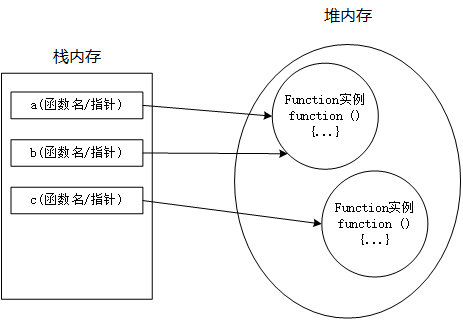 堆内存
栈内存
a(函数名/指针)
b(函数名/指针)
c(函数名/指针)
Function实例
function ()
{...}
Function实例
function ()
{...}